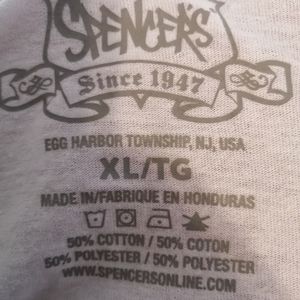 SPENCER'S
Since 1947
EGG HARBOR TOWNSHIP, NJ, USA
XL/TG
MADE IN/FABRIQUE EN HONDURAS
50% COTTON / 50% COTON
50% POLYESTER / 50% POLYESTER
WWW.SPENCERSONLINE.COM